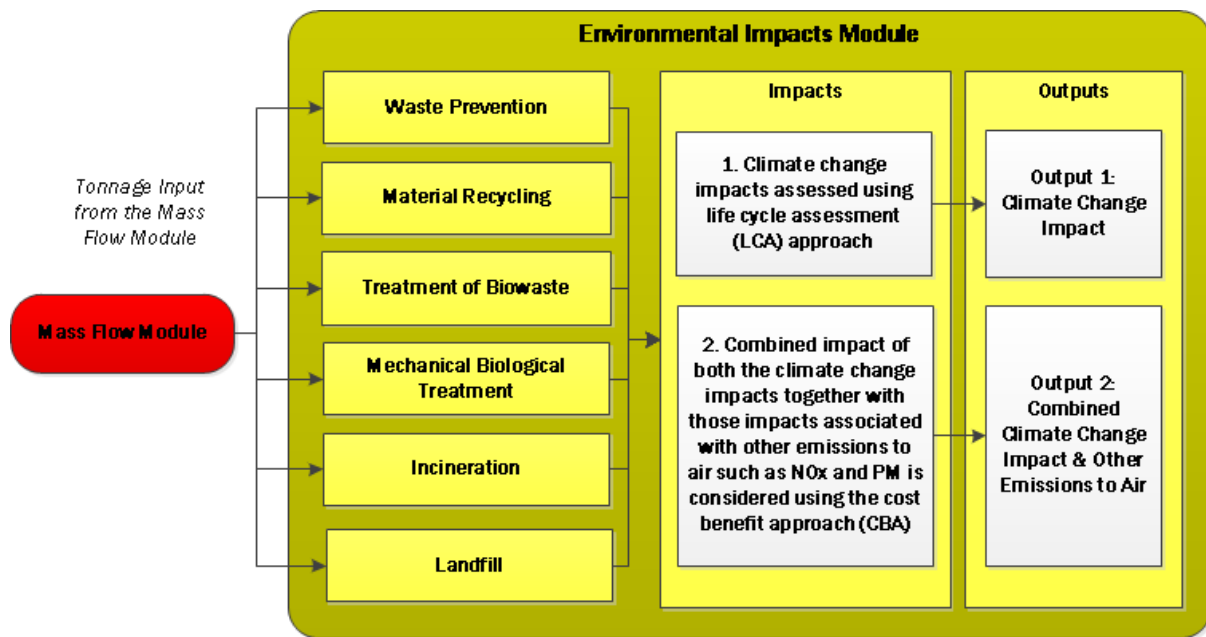 Environmental Impacts Module
Tonnage Input
from the Mass
Flow Module
Mass Flow Module
Waste Prevention
Material Recycling
Treatment of Biowaste
Mechanical Biological
Treatment
Incineration
Landfill
Impacts
1. Climate change
impacts assessed using
life cycle assessment
(LCA) approach
2. Combined impact of
both the climate change
impacts together with
those impacts associated
with other emissions to
air such as NOx and PM is
considered using the cost
benefit approach (CBA)
Outputs
Output 1:
Climate Change
Impact
Output 2:
Combined
Climate Change
Impact & Other
Emissions to Air